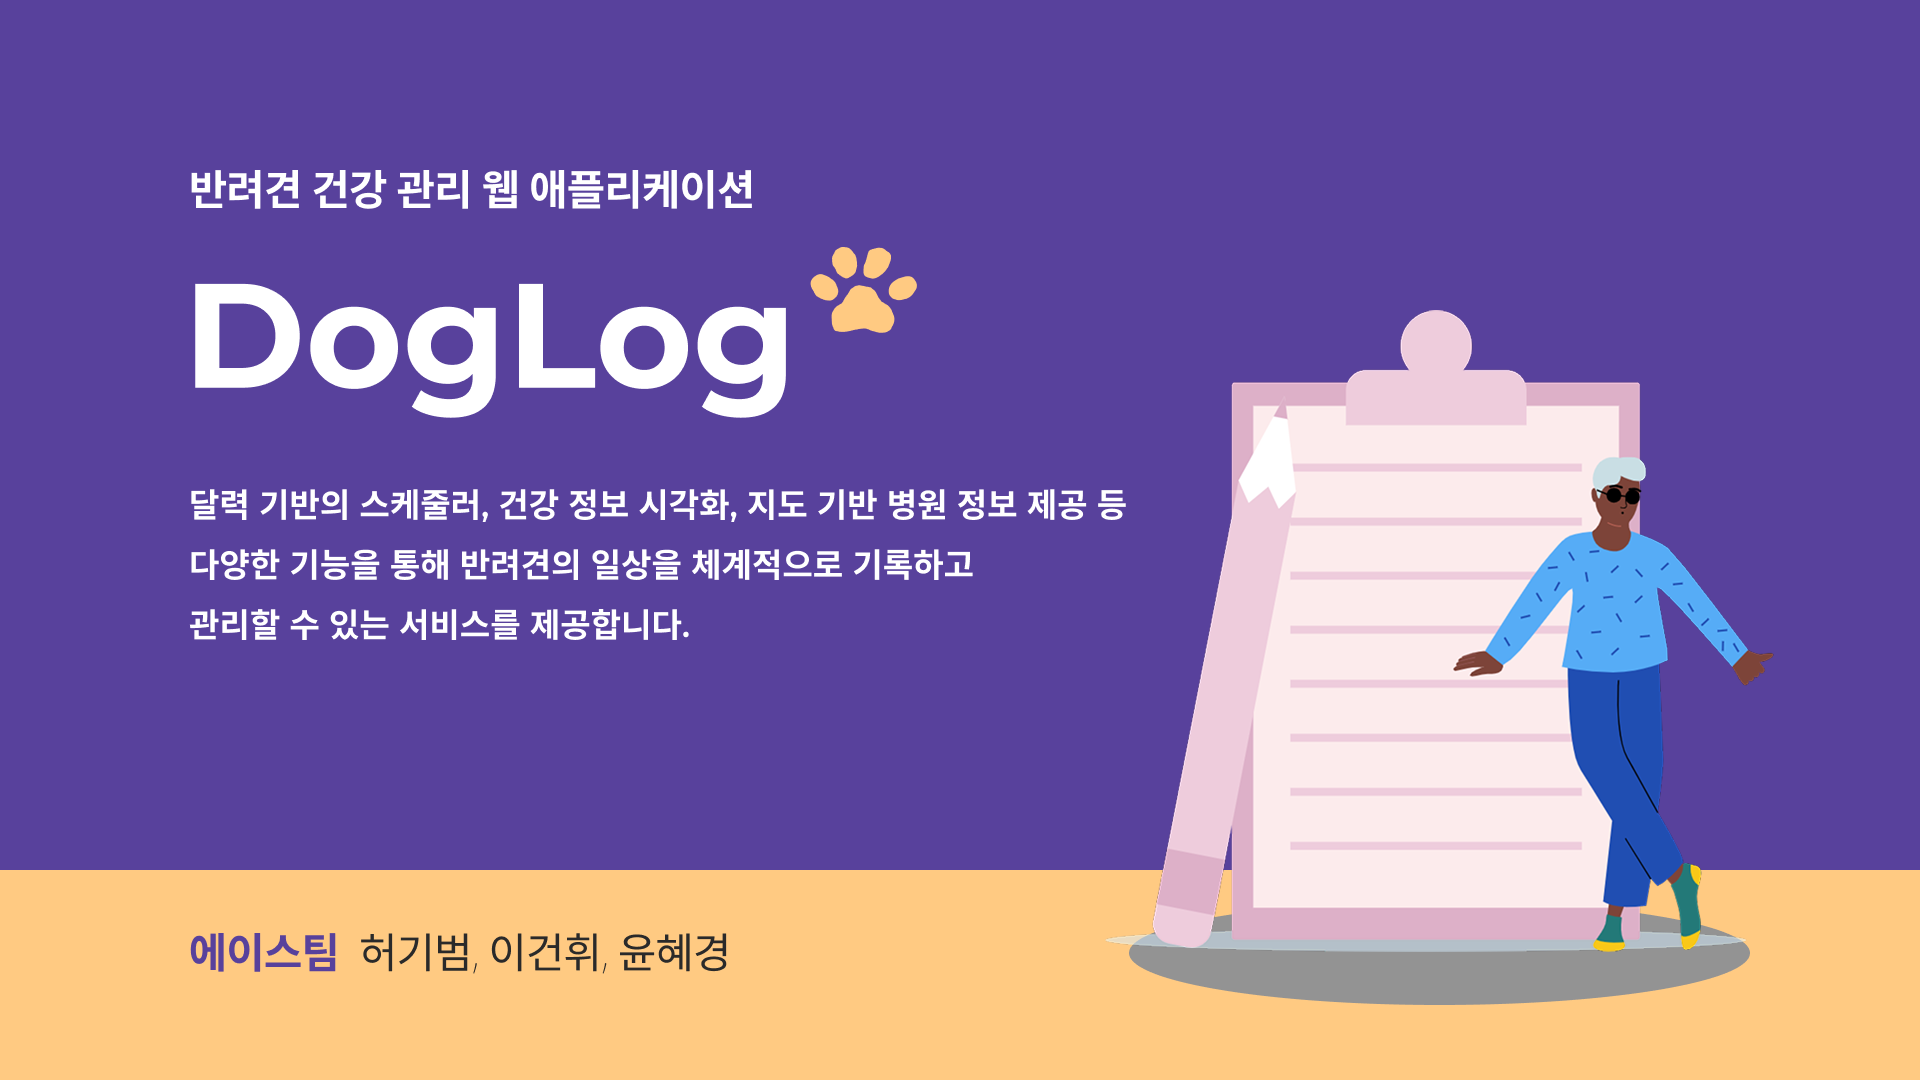 반려견 건강 관리 웹 애플리케이션
DogLog
달력 기반의 스케줄러, 건강 정보 시각화, 지도 기반 병원 정보 제공 등
다양한 기능을 통해 반려견의 일상을 체계적으로 기록하고
관리할 수 있는 서비스를 제공합니다.
에이스팀 허기범, 이건휘, 윤혜경